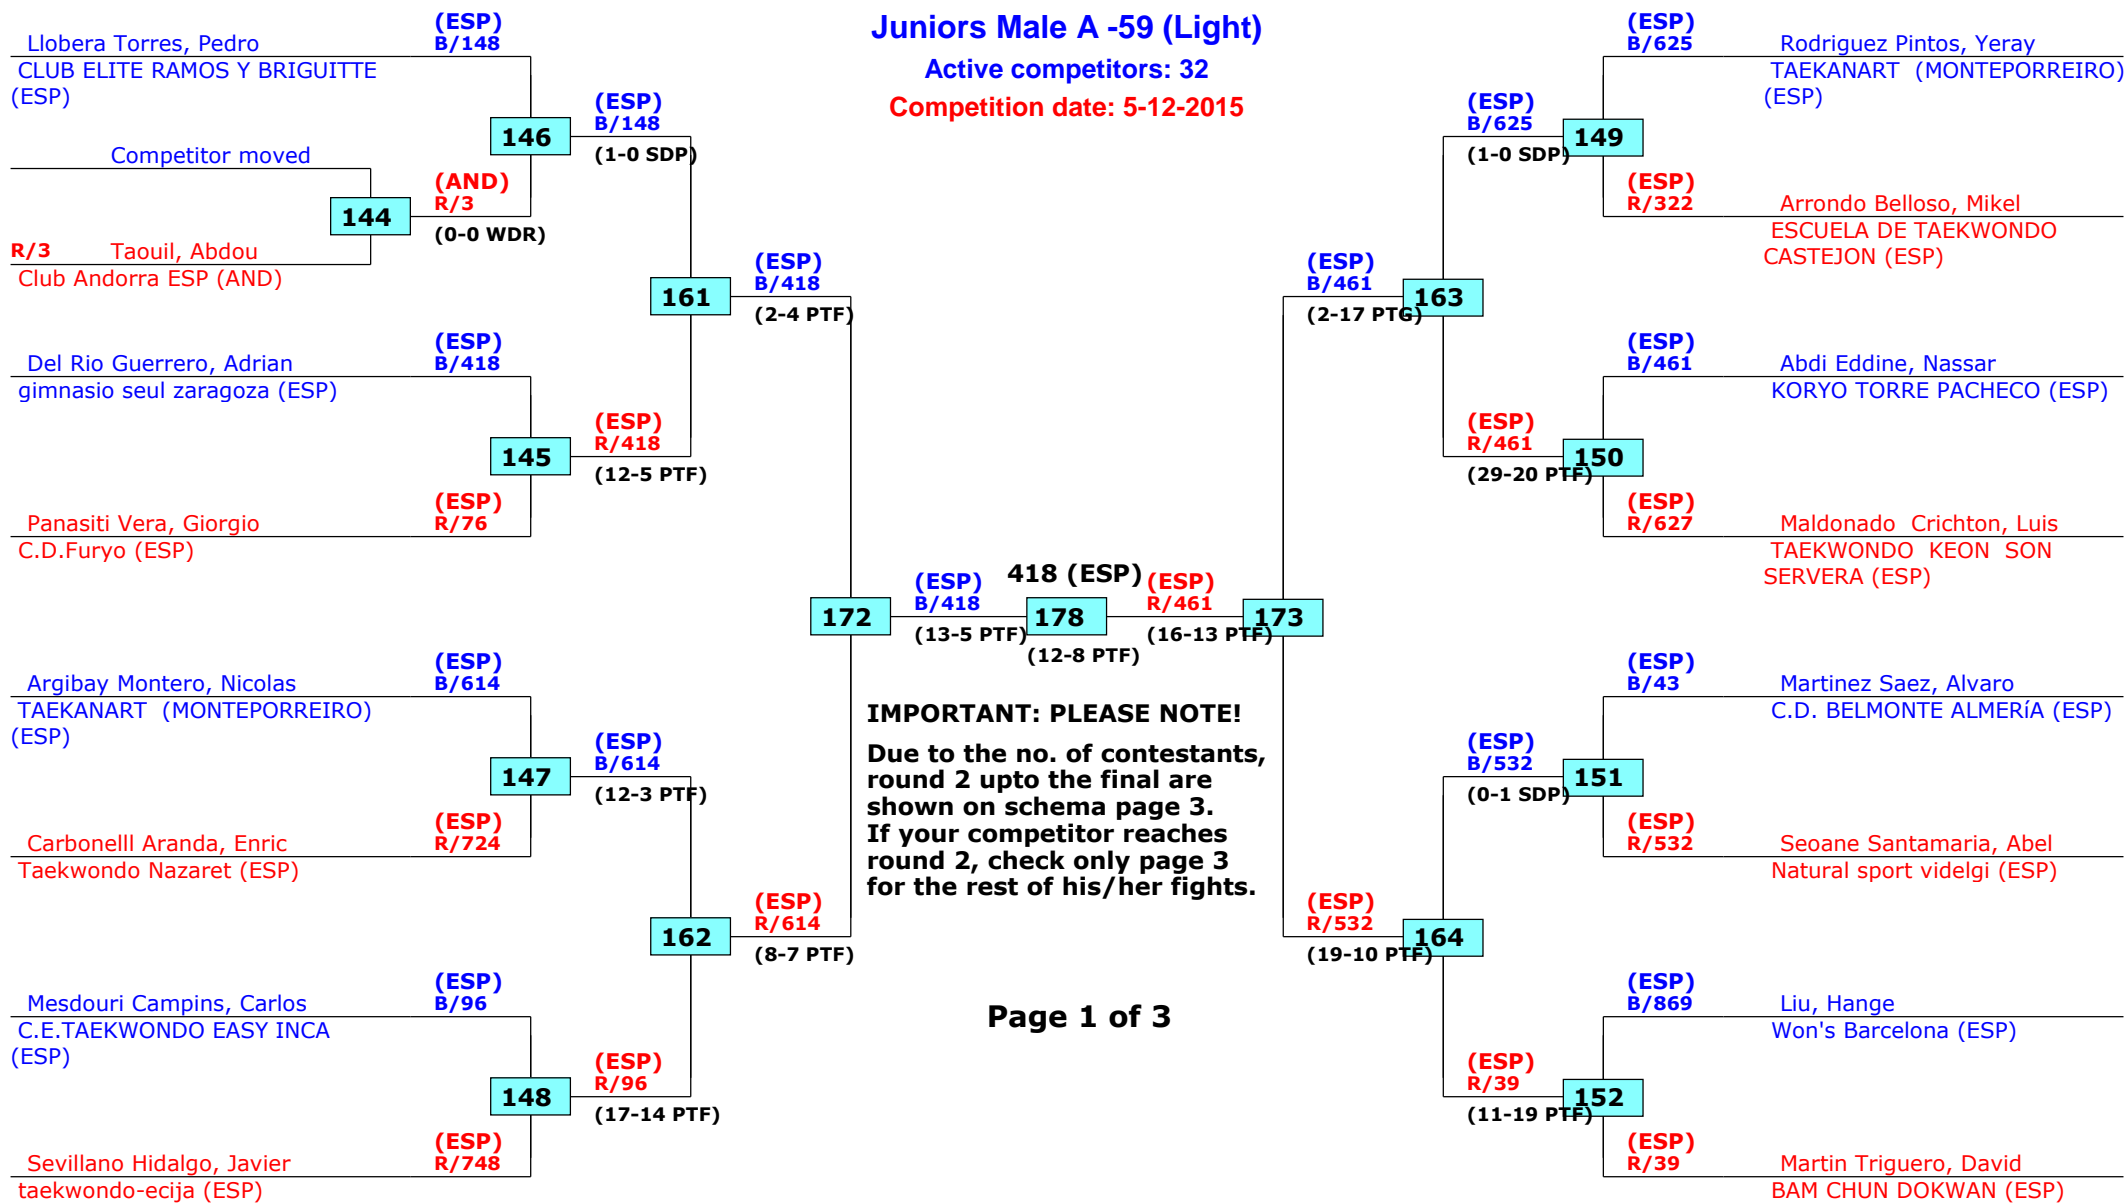 Juniors Male A -59 (Light)
Active competitors: 32
Competition date: 5-12-2015
(ESP)
Llobera Torres, Pedro B/148
CLUB ELITE RAMOS Y BRIGUITTE
(ESP)
Competitor moved
144
R/3 Taouil, Abdou
Club Andorra ESP (AND)
(AND)
R/3
(0-0 WDR)
146
(ESP)
B/148
(1-0 SDP)
(ESP)
Del Rio Guerrero, Adrian B/418
gimnasio seul zaragoza (ESP)
145
(ESP)
R/418
(12-5 PTF)
(ESP)
Panasiti Vera, Giorgio R/76
C.D.Furyo (ESP)
161
(ESP)
B/418
(2-4 PTF)
(ESP)
Argibay Montero, Nicolas B/614
TAEKANART (MONTEPORREIRO)
(ESP)
147
(ESP)
B/614
(12-3 PTF)
(ESP)
Carbonelll Aranda, Enric R/724
Taekwondo Nazaret (ESP)
162
(ESP)
R/614
(8-7 PTF)
(ESP)
Mesdouri Campins, Carlos B/96
C.E.TAEKWONDO EASY INCA
(ESP)
148
(ESP)
R/96
(17-14 PTF)
(ESP)
Sevillano Hidalgo, Javier R/748
taekwondo-ecija (ESP)
172
(ESP)
B/418
(13-5 PTF)
418 (ESP)
178
(12-8 PTF)
(ESP)
R/461
(16-13 PTF)
173
IMPORTANT: PLEASE NOTE!
Due to the no. of contestants,
round 2 upto the final are
shown on schema page 3.
If your competitor reaches
round 2, check only page 3
for the rest of his/her fights.
Page 1 of 3
(ESP)
B/625 Rodriguez Pintos, Yeray
TAEKANART (MONTEPORREIRO)
(ESP)
(ESP)
B/625
(1-0 SDP)
149
(ESP)
R/322 Arrondo Belloso, Mikel
ESCUELA DE TAEKWONDO
CASTEJON (ESP)
(ESP)
B/461
(2-17 PTG)
163
(ESP)
B/461 Abdi Eddine, Nassar
KORYO TORRE PACHECO (ESP)
(ESP)
R/461
(29-20 PTF)
150
(ESP)
R/627 Maldonado Crichton, Luis
TAEKWONDO KEON SON
SERVERA (ESP)
(ESP)
B/43 Martinez Saez, Alvaro
C.D. BELMONTE ALMERíA (ESP)
(ESP)
B/532
(0-1 SDP)
151
(ESP)
R/532 Seoane Santamaria, Abel
Natural sport videlgi (ESP)
(ESP)
R/532
(19-10 PTF)
164
(ESP)
B/869 Liu, Hange
Won's Barcelona (ESP)
(ESP)
R/39
(11-19 PTF)
152
(ESP)
R/39 Martin Triguero, David
BAM CHUN DOKWAN (ESP)